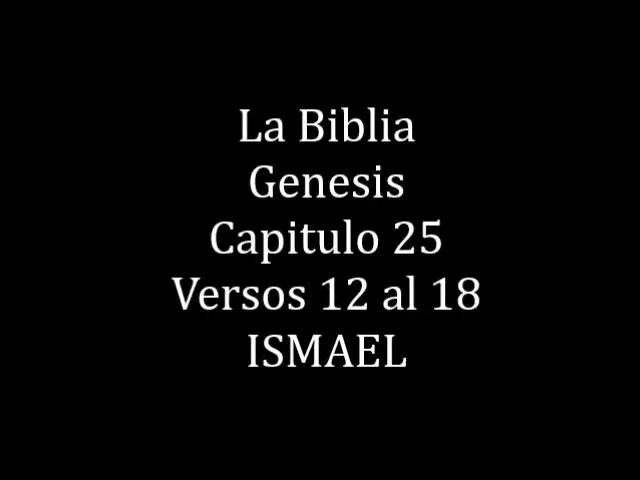 La Biblia
Genesis
Capitulo 25
Versos 12 al 18
ISMAEL